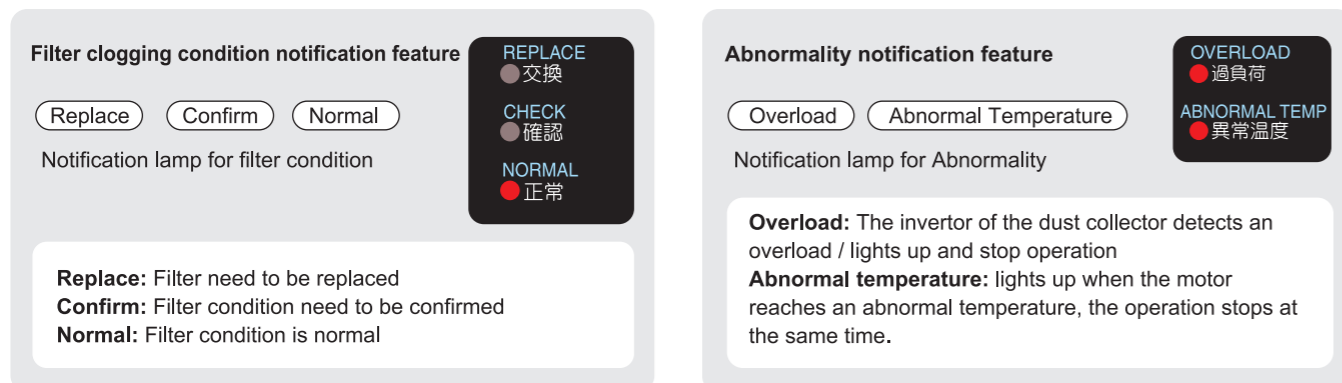 Filter clogging condition notification feature
REPLACE
交換
CHECK
確認
NORMAL
正常
Replace Confirm Normal
Notification lamp for filter condition
Replace: Filter need to be replaced
Confirm: Filter condition need to be confirmed
Normal: Filter condition is normal
Abnormality notification feature
OVERLOAD
過負荷
ABNORMAL TEMP
異常温度
Overload Abnormal Temperature
Notification lamp for Abnormality
Overload: The invertor of the dust collector detects an
overload / lights up and stop operation
Abnormal temperature: lights up when the motor
reaches an abnormal temperature, the operation stops at
the same time.